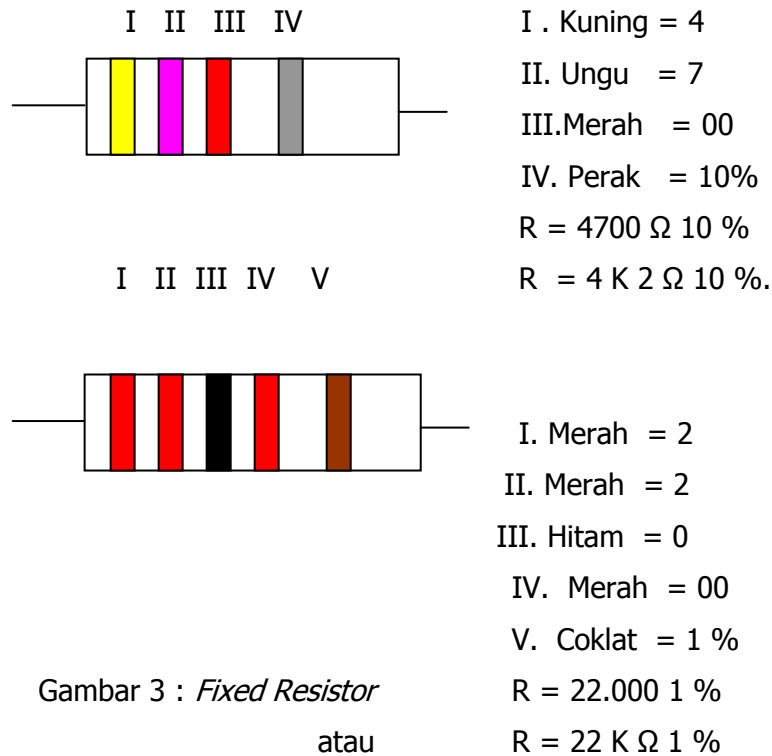 I II III IV
I . Kuning = 4
II. Ungu = 7
III.Merah = 00
IV. Perak = 10%
R = 4700 Ω 10 %
R = 4 K 2 Ω 10 %.
I II III IV V
I. Merah = 2
II. Merah = 2
III. Hitam = 0
IV. Merah = 00
V. Coklat = 1 %
Gambar 3 : Fixed Resistor R = 22.000 1 %
atau R = 22 K Ω 1 %